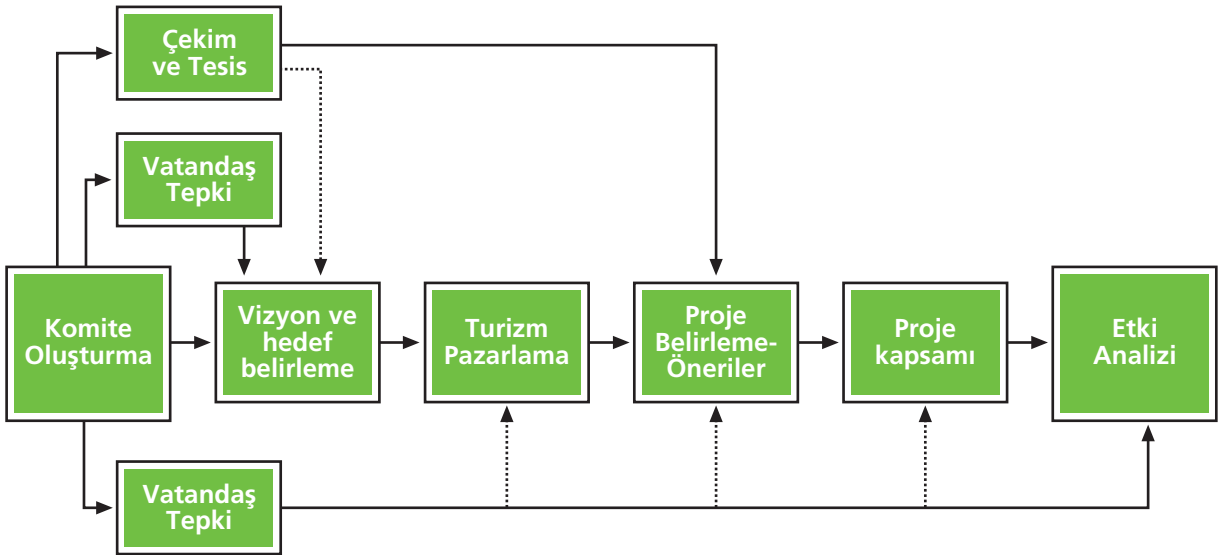 Çekim
ve Tesis
Vatandaş
Tepki
Komite
Oluşturma
Vizyon ve
hedef
belirleme
Turizm
Pazarlama
Proje
Belirleme-
Öneriler
Proje
kapsamı
Etki
Analizi
Vatandaş
Tepki